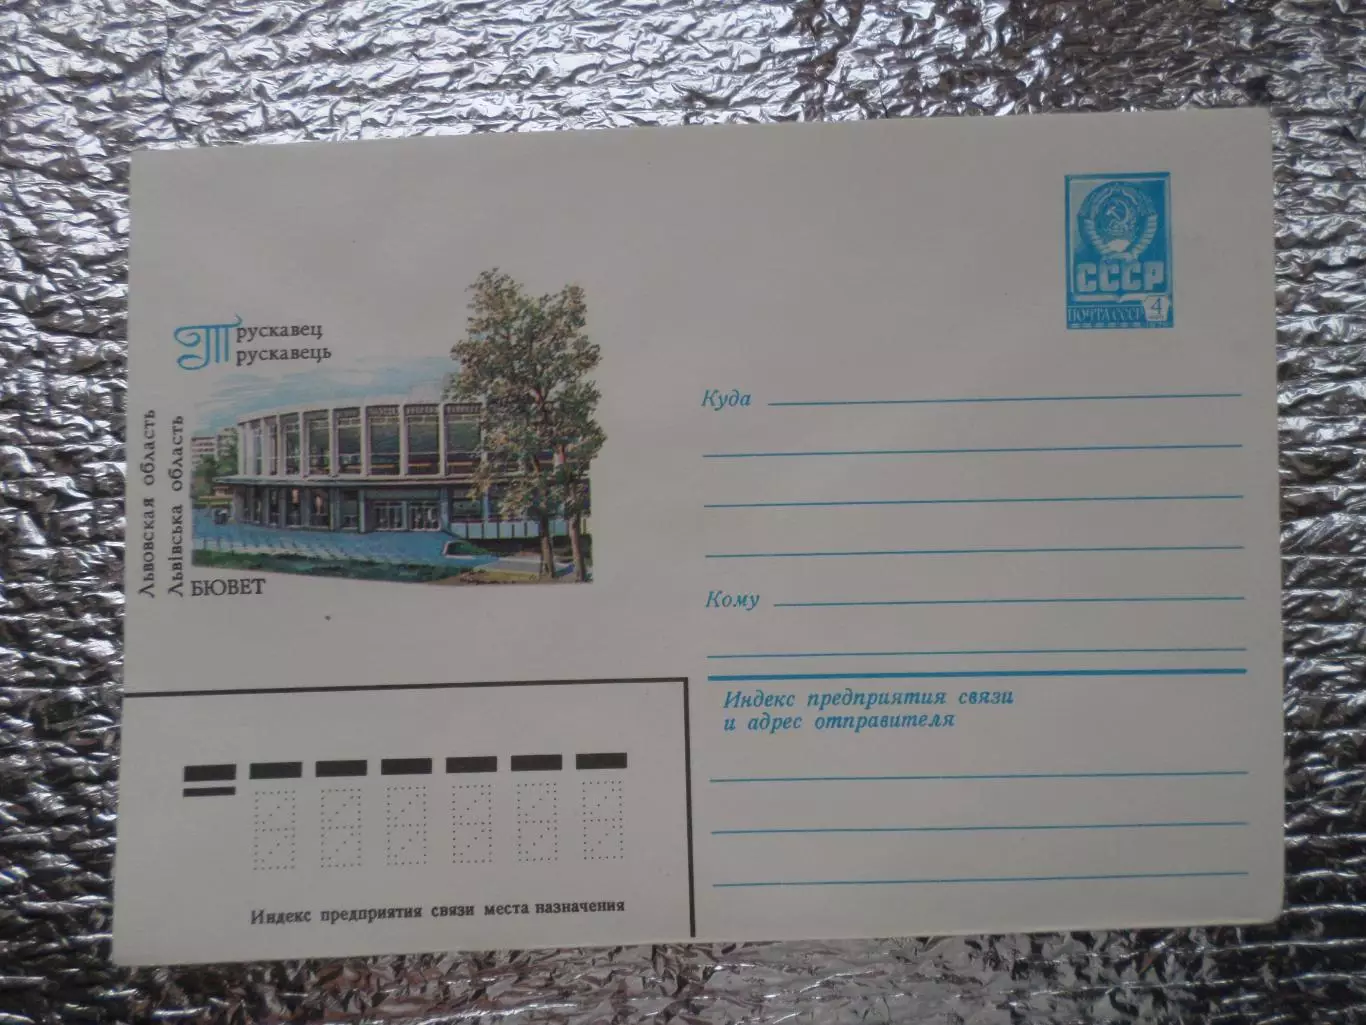 Трускавец
Трускавець
Львовская область
Львівська область
БЮВЕТ
СССР
ПОЧТА СССР
4
Куда
Кому
Индекс предприятия связи
и адрес отправителя
Индекс предприятия связи места назначения